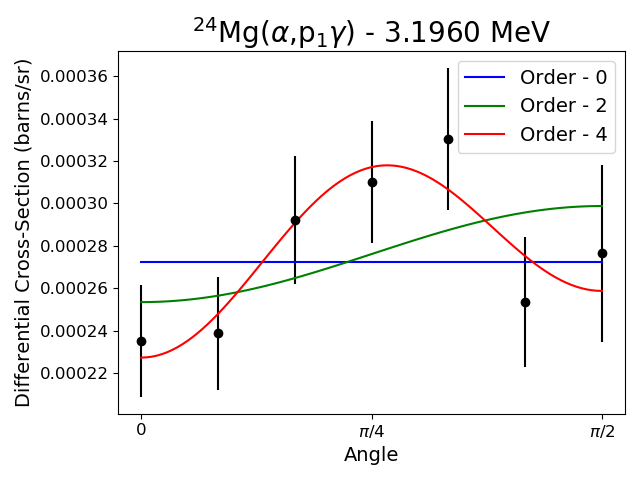 ²⁴Mg(α,p₁γ) - 3.1960 MeV
Order - 0
Order - 2
Order - 4
Differential Cross-Section (barns/sr)
0.00036
0.00034
0.00032
0.00030
0.00028
0.00026
0.00024
0.00022
0
π/4
π/2
Angle